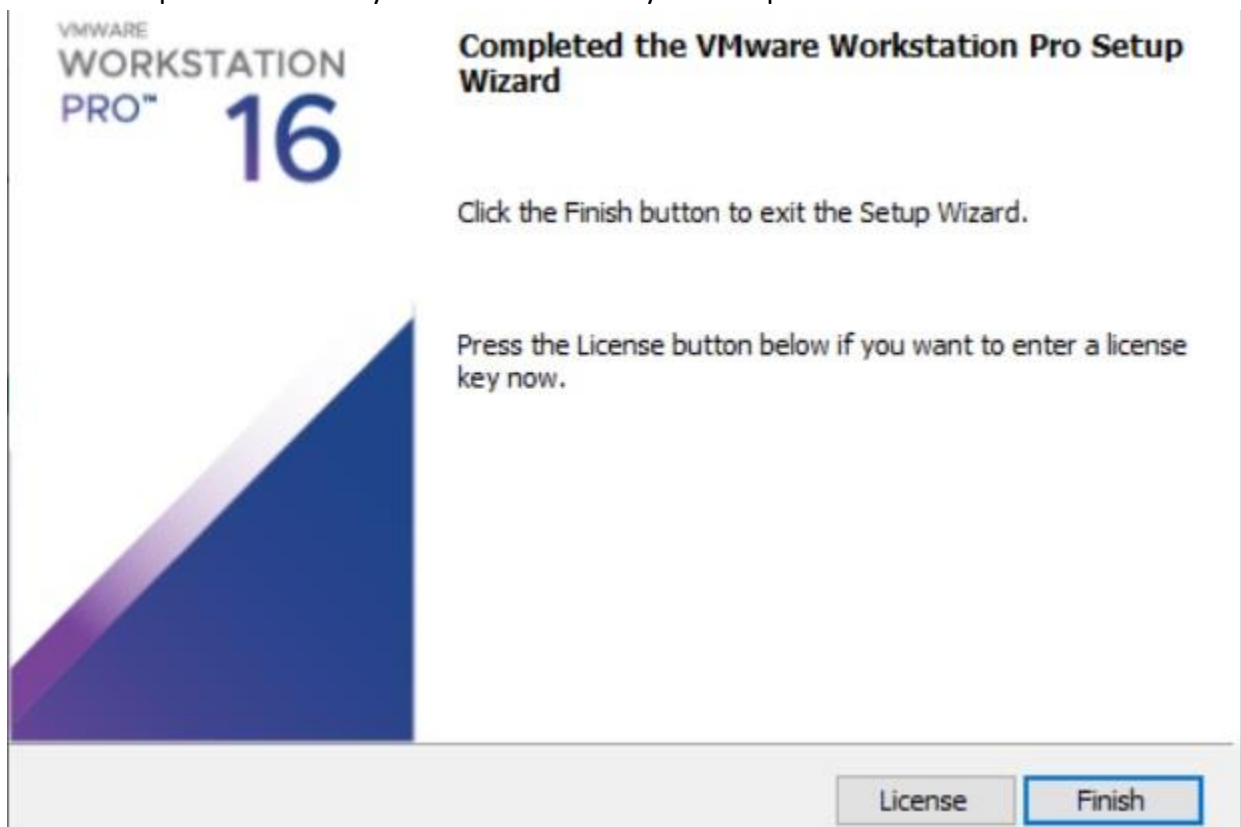 VMWARE
WORKSTATION
PRO™ 16
Completed the VMware Workstation Pro Setup
Wizard
Click the Finish button to exit the Setup Wizard.
Press the License button below if you want to enter a license
key now.
License Finish